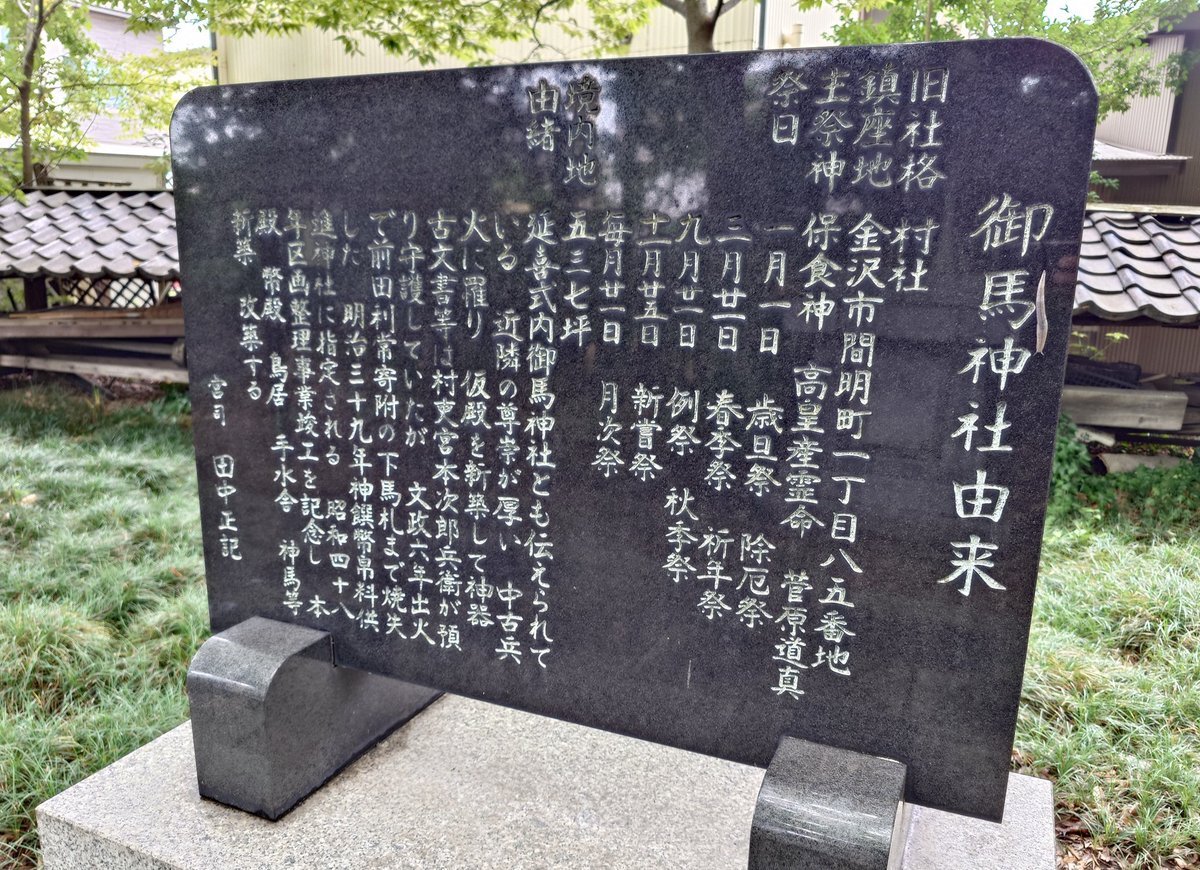 御馬神社由来
旧社格 村社
鎮座地 金沢市間明町一丁目八五番地
主祭神 保食神 高皇産霊命 菅原道真
祭日 一月一日 歳旦祭 除厄祭
三月廿一日 春季祭 祈年祭
九月廿一日 例祭 秋季祭
十一月廿五日 新嘗祭
毎月廿一日 月次祭
境内地 五三七坪
由緒 延喜式内御馬神社とも伝えられて
いる 近隣の尊崇が厚い 中古兵
火に罹り 仮殿を新築して神器
古文書等は村吏宮本次郎兵衛が預
り守護していたが 文政六年出火
で前田利常寄附の下馬札まで焼失
した 明治三十九年神饌幣帛料供
進神社に指定される 昭和四十八
年区画整理事業竣工を記念し 本
殿 幣殿 鳥居 手水舎 神馬等
新築 改築する
宮司 田中正記